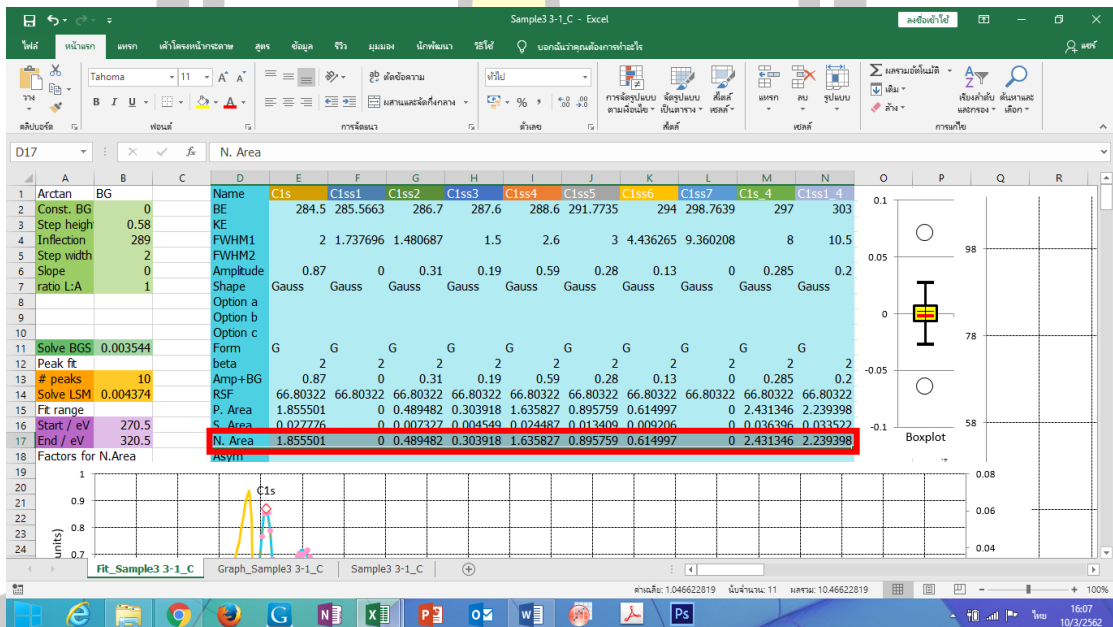 Sample3 3-1_C - Excel ลงชื่อเข้าใช้
ไฟล์ หน้าแรก แทรก เค้าโครงหน้ากระดาษ สูตร ข้อมูล รีวิว มุมมอง นักพัฒนา วิธีใช้ บอกฉันว่าคุณต้องการทำอะไร แชร์
วาง Tahoma 11 A A ตัดข้อความ ทั่วไป การจัดรูปแบบ จัดรูปแบบ สไตล์ แทรก ลบ รูปแบบ ผลรวมอัตโนมัติ เรียงลำดับ ค้นหาและ
B I U A ผสานและจัดกึ่งกลาง % , ตามเงื่อนไข เป็นตาราง เซลล์ เติม ล้าง และกรอง เลือก
คลิปบอร์ด ฟอนต์ การจัดแนว ตัวเลข สไตล์ เซลล์ การแก้ไข
D17 fx N. Area
A B C D E F G H I J K L M N O P Q R
1 Arctan BG Name C1s C1ss1 C1ss2 C1ss3 C1ss4 C1ss5 C1ss6 C1ss7 C1s_4 C1ss1_4
2 Const. BG 0 BE 284.5 285.5663 286.7 287.6 288.6 291.7735 294 298.7639 297 303
3 Step heigh 0.58 KE
4 Inflection 289 FWHM1 2 1.737696 1.480687 1.5 2.6 3 4.436265 9.360208 8 10.5
5 Step width 2 FWHM2
6 Slope 0 Amplitude 0.87 0 0.31 0.19 0.59 0.28 0.13 0 0.285 0.2
7 ratio L:A 1 Shape Gauss Gauss Gauss Gauss Gauss Gauss Gauss Gauss Gauss Gauss
8 Option a
9 Option b
10 Option c
11 Solve BGS 0.003544 Form G G G G G G G G G G
12 Peak fit beta 2 2 2 2 2 2 2 2 2 2
13 # peaks 10 Amp+BG 0.87 0 0.31 0.19 0.59 0.28 0.13 0 0.285 0.2
14 Solve LSM 0.004374 RSF 66.80322 66.80322 66.80322 66.80322 66.80322 66.80322 66.80322 66.80322 66.80322 66.80322
15 Fit range P. Area 1.855501 0 0.489482 0.303918 1.635827 0.895759 0.614997 0 2.431346 2.239398
16 Start / eV 270.5 S. Area 0.027776 0 0.007327 0.004549 0.024487 0.013409 0.009206 0 0.036396 0.033522
17 End / eV 320.5 N. Area 1.855501 0 0.489482 0.303918 1.635827 0.895759 0.614997 0 2.431346 2.239398
18 Factors for N.Area Asym
0.1
0.05
0
-0.05
-0.1
Boxplot
98
78
58
19
20
21
22
23
24
1
0.9
0.8
0.7
units)
C1s
0.08
0.06
0.04
Fit_Sample3 3-1_C Graph_Sample3 3-1_C Sample3 3-1_C
ค่าเฉลี่ย: 1.046622819 นับจำนวน: 11 ผลรวม: 10.46622819 100%
ไทย 16:07
10/3/2562